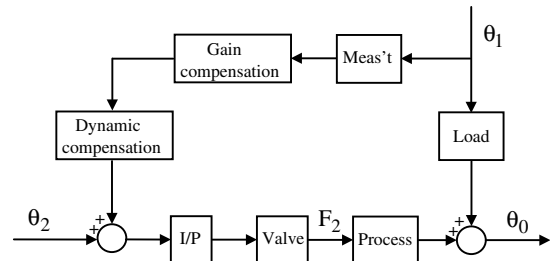 θ1
Gain
compensation
Meas't
Dynamic
compensation
Load
θ2
+
+
I/P
Valve
F2
Process
+
+
θ0